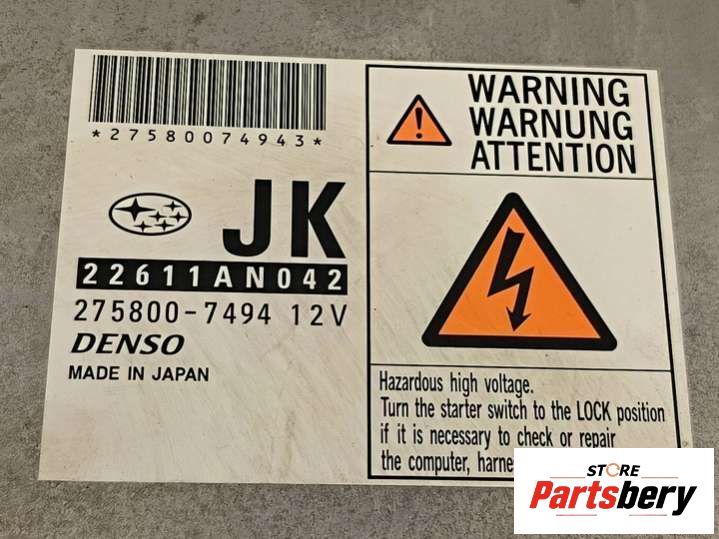 *27580074943*
JK
22611AN042
275800-7494 12V
DENSO
MADE IN JAPAN
WARNING
WARNUNG
ATTENTION
Hazardous high voltage.
Turn the starter switch to the LOCK position
if it is necessary to check or repair
the computer,
STORE
Partsbery